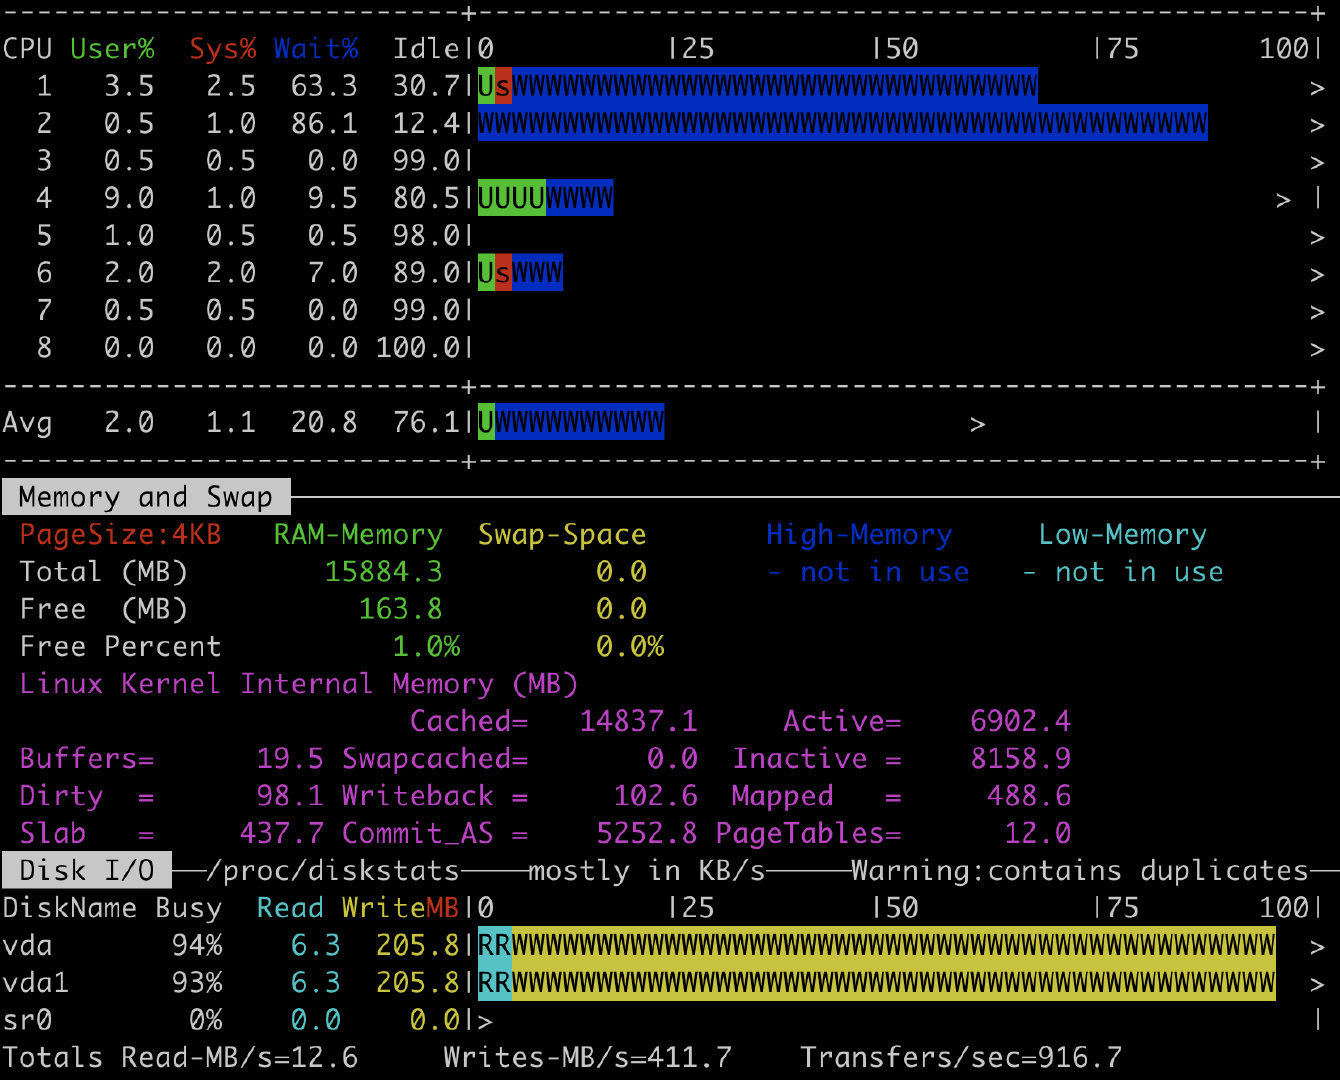 ---------------------------+--------------------------------------------------+
CPU User% Sys% Wait% Idle|0 |25 |50 |75 100|
1 3.5 2.5 63.3 30.7|UsWWWWWWWWWWWWWWWWWWWWWWWWWWWWWWW >
2 0.5 1.0 86.1 12.4|WWWWWWWWWWWWWWWWWWWWWWWWWWWWWWWWWWWWWWWWWWW >
3 0.5 0.5 0.0 99.0| >
4 9.0 1.0 9.5 80.5|UUUUWWWW > |
5 1.0 0.5 0.5 98.0| >
6 2.0 2.0 7.0 89.0|UsWWW >
7 0.5 0.5 0.0 99.0| >
8 0.0 0.0 0.0 100.0| >
---------------------------+--------------------------------------------------+
Avg 2.0 1.1 20.8 76.1|UWWWWWWWWWW > |
---------------------------+--------------------------------------------------+
Memory and Swap
PageSize:4KB RAM-Memory Swap-Space High-Memory Low-Memory
Total (MB) 15884.3 0.0 - not in use - not in use
Free (MB) 163.8 0.0
Free Percent 1.0% 0.0%
Linux Kernel Internal Memory (MB)
Cached= 14837.1 Active= 6902.4
Buffers= 19.5 Swapcached= 0.0 Inactive = 8158.9
Dirty = 98.1 Writeback = 102.6 Mapped = 488.6
Slab = 437.7 Commit_AS = 5252.8 PageTables= 12.0
Disk I/O /proc/diskstats mostly in KB/s Warning:contains duplicates
DiskName Busy Read WriteMB|0 |25 |50 |75 100|
vda 94% 6.3 205.8|RRWWWWWWWWWWWWWWWWWWWWWWWWWWWWWWWWWWWWWWWWWWWWW >
vda1 93% 6.3 205.8|RRWWWWWWWWWWWWWWWWWWWWWWWWWWWWWWWWWWWWWWWWWWWWW >
sr0 0% 0.0 0.0|> |
Totals Read-MB/s=12.6 Writes-MB/s=411.7 Transfers/sec=916.7